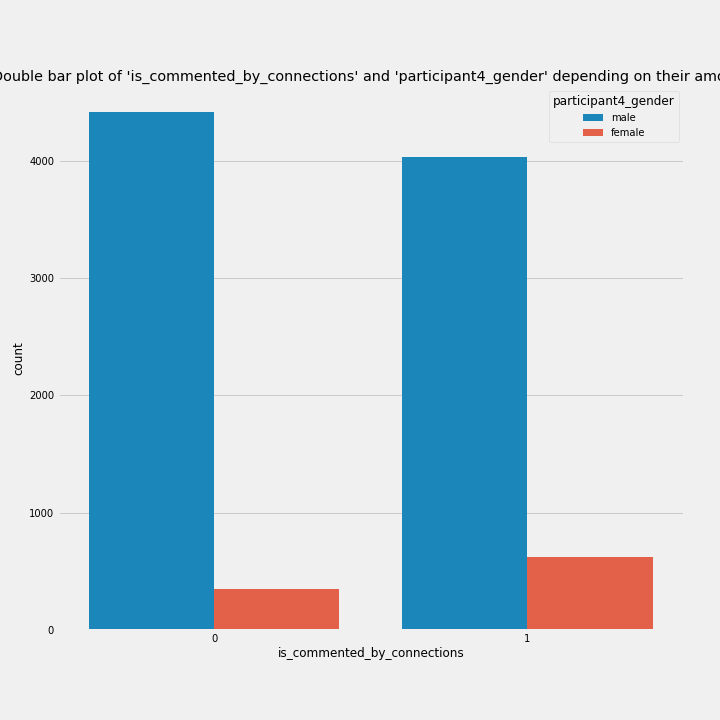 Double bar plot of 'is_commented_by_connections' and 'participant4_gender' depending on their
participant4_gender
male
female
4000
3000
2000
1000
0
count
0 1
is_commented_by_connections